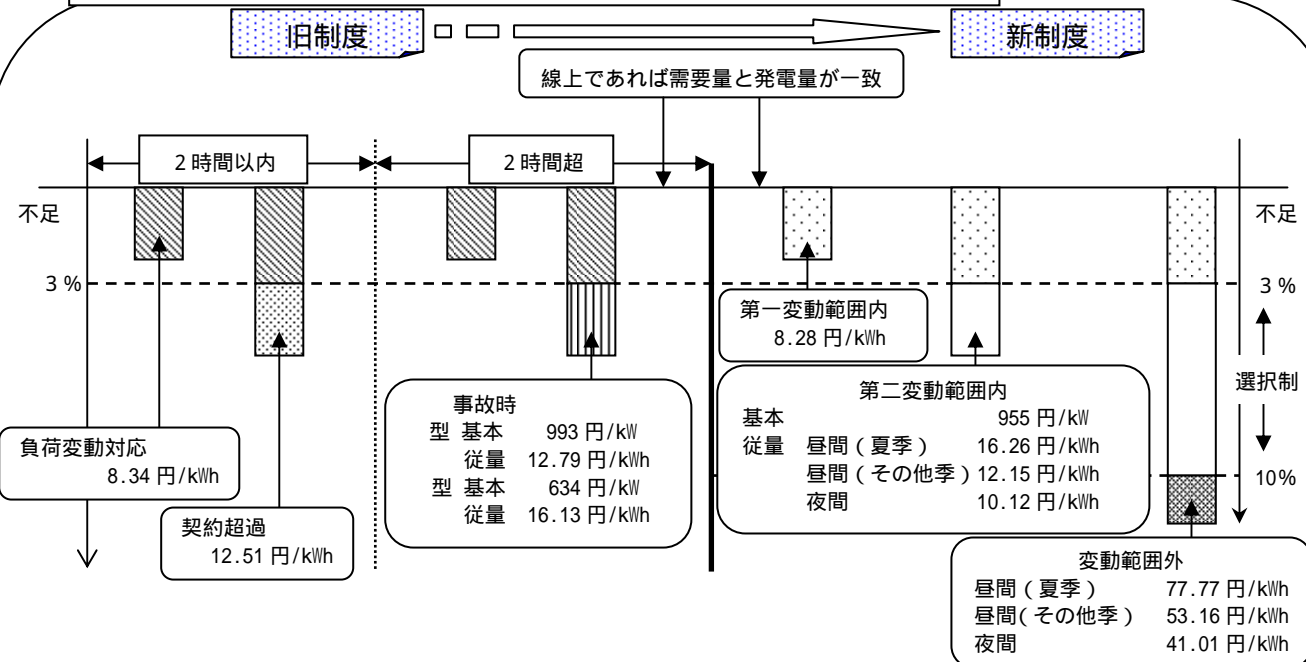 旧制度
新制度
線上であれば需要量と発電量が一致
2時間以内
2時間超
不足
不足
3%
3%
選択制
10%
負荷変動対応
8.34円/kWh
契約超過
12.51円/kWh
事故時
型 基本 993円/kW
従量 12.79円/kWh
型 基本 634円/kW
従量 16.13円/kWh
第一変動範囲内
8.28円/kWh
第二変動範囲内
基本 955円/kW
従量 昼間(夏季) 16.26円/kWh
昼間(その他季) 12.15円/kWh
夜間 10.12円/kWh
変動範囲外
昼間(夏季) 77.77円/kWh
昼間(その他季) 53.16円/kWh
夜間 41.01円/kWh